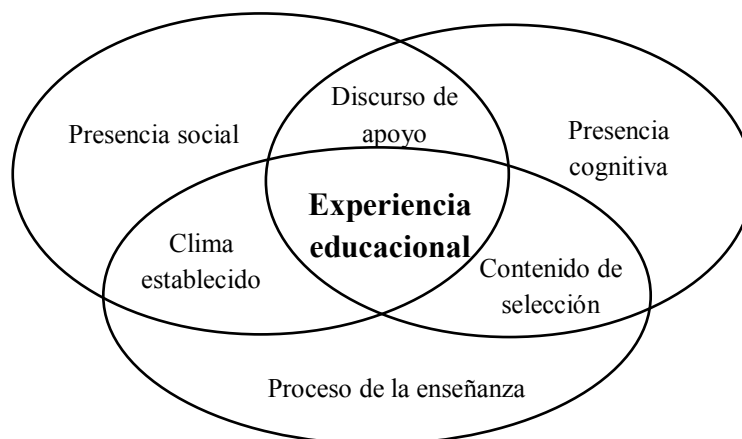 Discurso de
apoyo
Presencia social
Presencia
cognitiva
Experiencia
educacional
Clima
establecido
Contenido de
selección
Proceso de la enseñanza